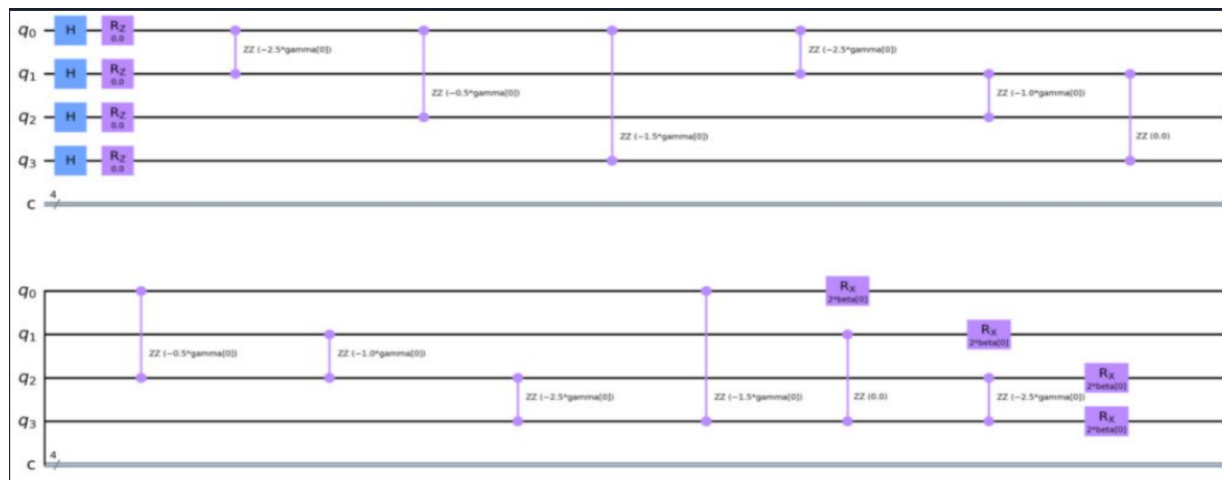 q0 H RZ 0.0 ZZ (−2.5*gamma[0]) ZZ (−2.5*gamma[0])
q1 H RZ 0.0 ZZ (−0.5*gamma[0]) ZZ (−1.0*gamma[0])
q2 H RZ 0.0 ZZ (−1.5*gamma[0]) ZZ (0.0)
q3 H RZ 0.0
4
c
q0 RX 2*beta[0]
q1 RX 2*beta[0]
ZZ (−0.5*gamma[0]) ZZ (−1.0*gamma[0])
q2 RX 2*beta[0]
ZZ (−2.5*gamma[0]) ZZ (−1.5*gamma[0]) ZZ (0.0) ZZ (−2.5*gamma[0])
q3 RX 2*beta[0]
4
c